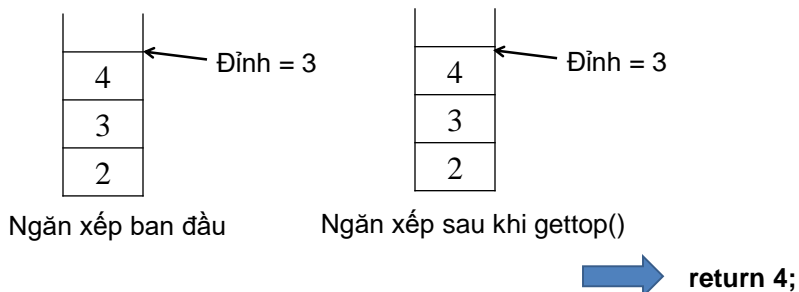 Đỉnh = 3
4
3
2
Ngăn xếp ban đầu
Đỉnh = 3
4
3
2
Ngăn xếp sau khi gettop()
return 4;